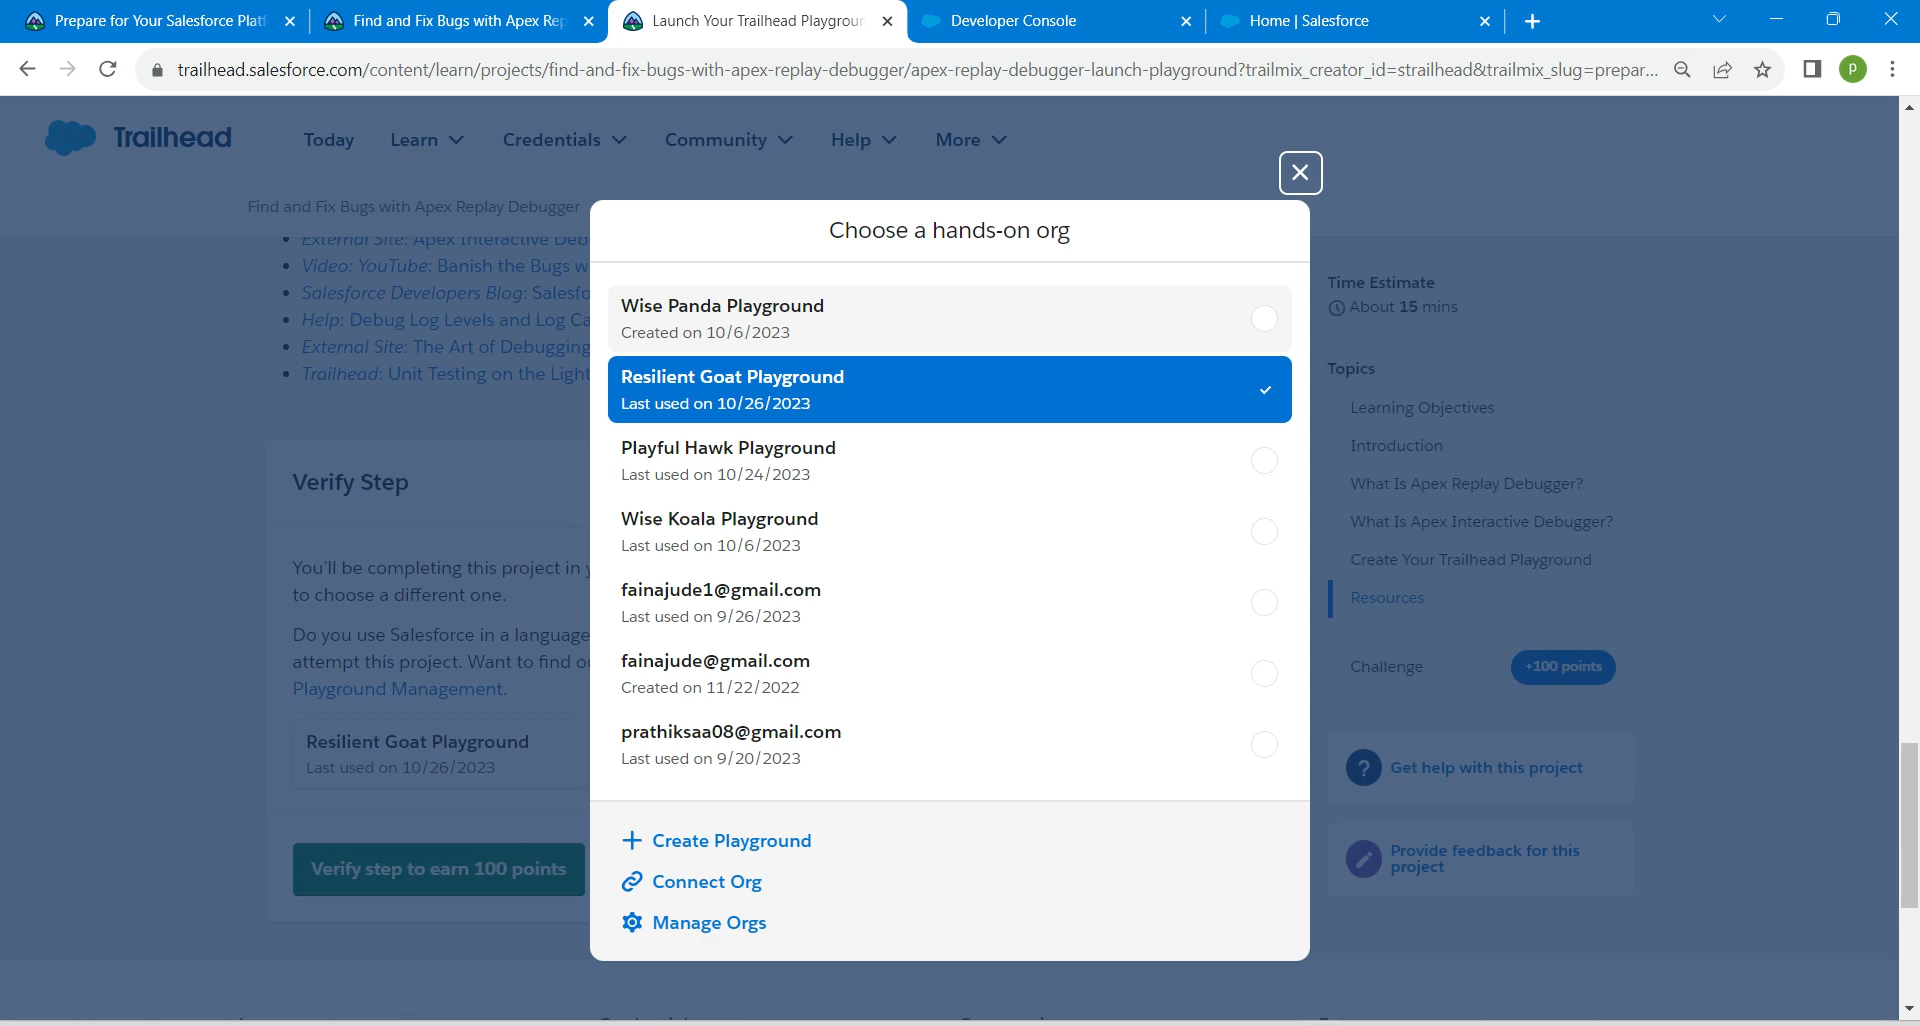 Prepare for Your Salesforce Platf
Find and Fix Bugs with Apex Rep
Launch Your Trailhead Playgroun
Developer Console
Home | Salesforce
trailhead.salesforce.com/content/learn/projects/find-and-fix-bugs-with-apex-replay-debugger/apex-replay-debugger-launch-playground?trailmix_creator_id=strailhead&trailmix_slug=prepar...
P
Trailhead
Today
Learn
Credentials
Community
Help
More
Find and Fix Bugs with Apex Replay Debugger
External Site: Apex Interactive Deb
Video: YouTube: Banish the Bugs w
Salesforce Developers Blog: Salesfo
Help: Debug Log Levels and Log Ca
External Site: The Art of Debugging
Trailhead: Unit Testing on the Light
Verify Step
You'll be completing this project in y
to choose a different one.
Do you use Salesforce in a language
attempt this project. Want to find o
Playground Management.
Resilient Goat Playground
Last used on 10/26/2023
Verify step to earn 100 points
Choose a hands-on org
Wise Panda Playground
Created on 10/6/2023
Resilient Goat Playground
Last used on 10/26/2023
Playful Hawk Playground
Last used on 10/24/2023
Wise Koala Playground
Last used on 10/6/2023
fainajude1@gmail.com
Last used on 9/26/2023
fainajude@gmail.com
Created on 11/22/2022
prathiksaa08@gmail.com
Last used on 9/20/2023
Create Playground
Connect Org
Manage Orgs
Time Estimate
About 15 mins
Topics
Learning Objectives
Introduction
What Is Apex Replay Debugger?
What Is Apex Interactive Debugger?
Create Your Trailhead Playground
Resources
Challenge
+100 points
? Get help with this project
Provide feedback for this
project